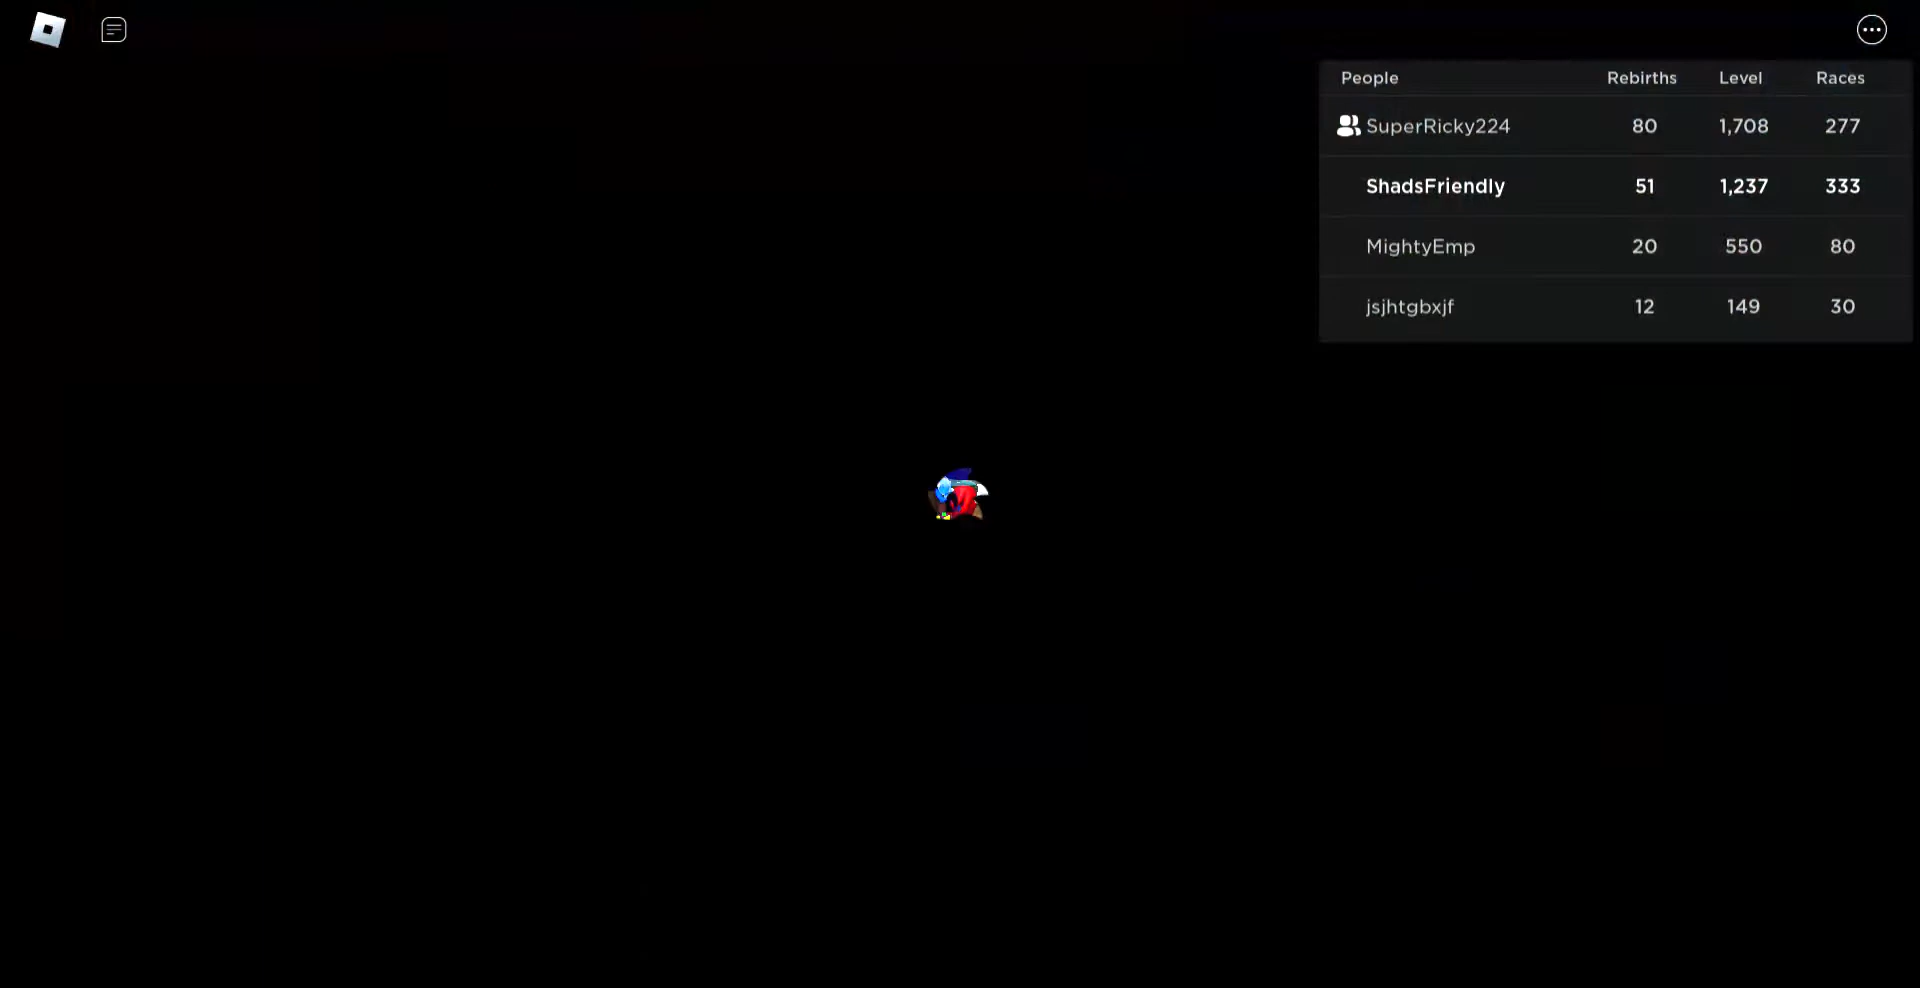 People Rebirths Level Races
SuperRicky224 80 1,708 277
ShadsFriendly 51 1,237 333
MightyEmp 20 550 80
jsjhtgbxjf 12 149 30